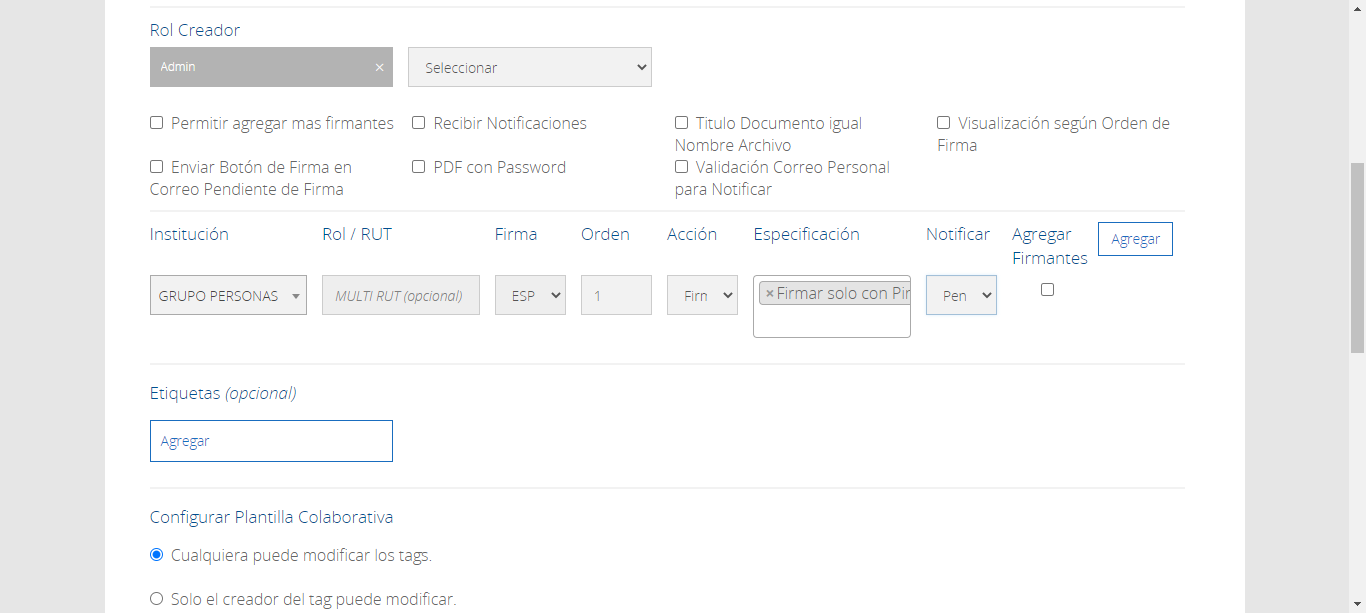 Rol Creador
Admin × Seleccionar
Permitir agregar mas firmantes Recibir Notificaciones Titulo Documento igual Nombre Archivo Visualización según Orden de Firma
Enviar Botón de Firma en Correo Pendiente de Firma PDF con Password Validación Correo Personal para Notificar
Institución Rol / RUT Firma Orden Acción Especificación Notificar Agregar Firmantes Agregar
GRUPO PERSONAS MULTI RUT (opcional) ESP 1 Firn × Firmar solo con Pin Pen
Etiquetas (opcional)
Agregar
Configurar Plantilla Colaborativa
Cualquiera puede modificar los tags.
Solo el creador del tag puede modificar.